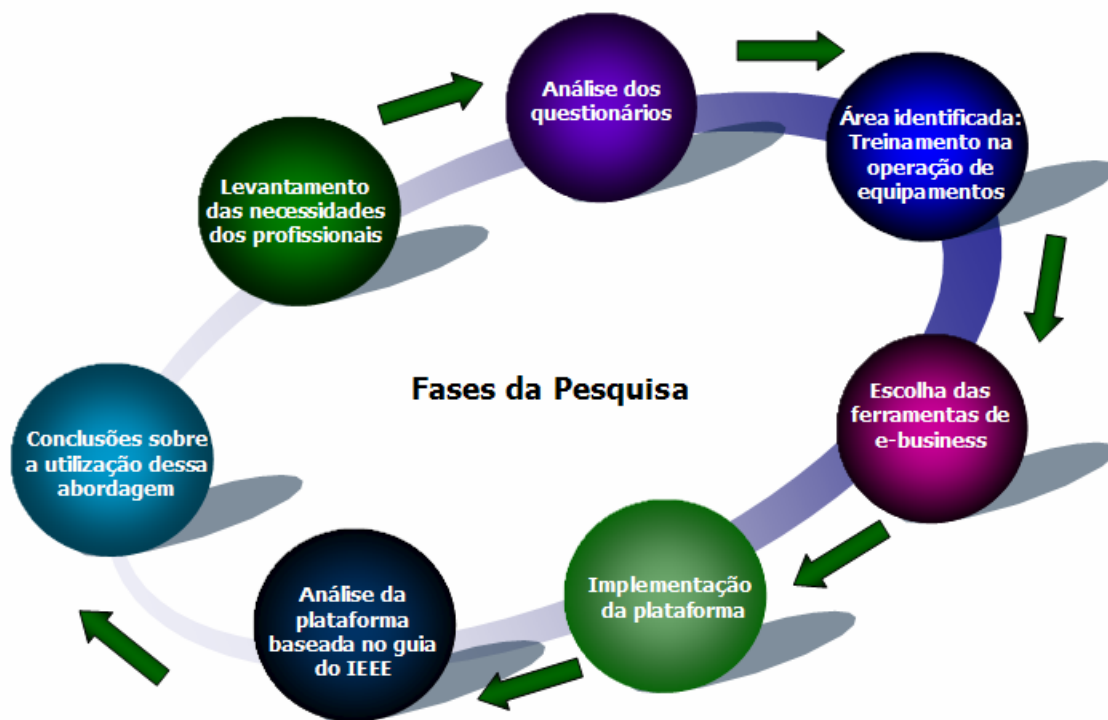 Fases da Pesquisa
Levantamento
das necessidades
dos profissionais
Análise dos
questionários
Área identificada:
Treinamento na
operação de
equipamentos
Escolha das
ferramentas de
e-business
Implementação
da plataforma
Análise da
plataforma
baseada no guia
do IEEE
Conclusões sobre
a utilização dessa
abordagem